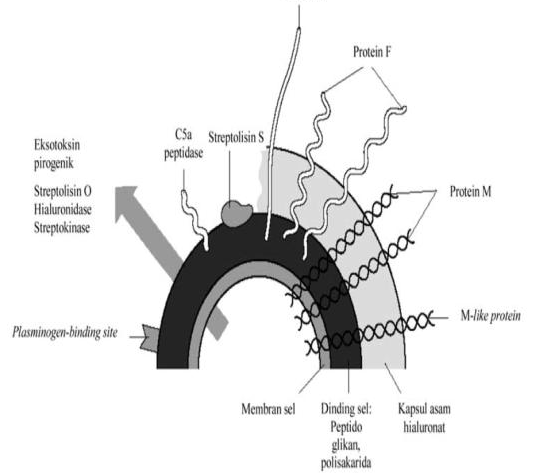 Protein F
C5a
peptidase
Streptolisin S
Eksotoksin
pirogenik
Streptolisin O
Hialuronidase
Streptokinase
Protein M
Plasminogen-binding site
M-like protein
Membran sel
Dinding sel:
Peptido
glikan,
polisakarida
Kapsul asam
hialuronat